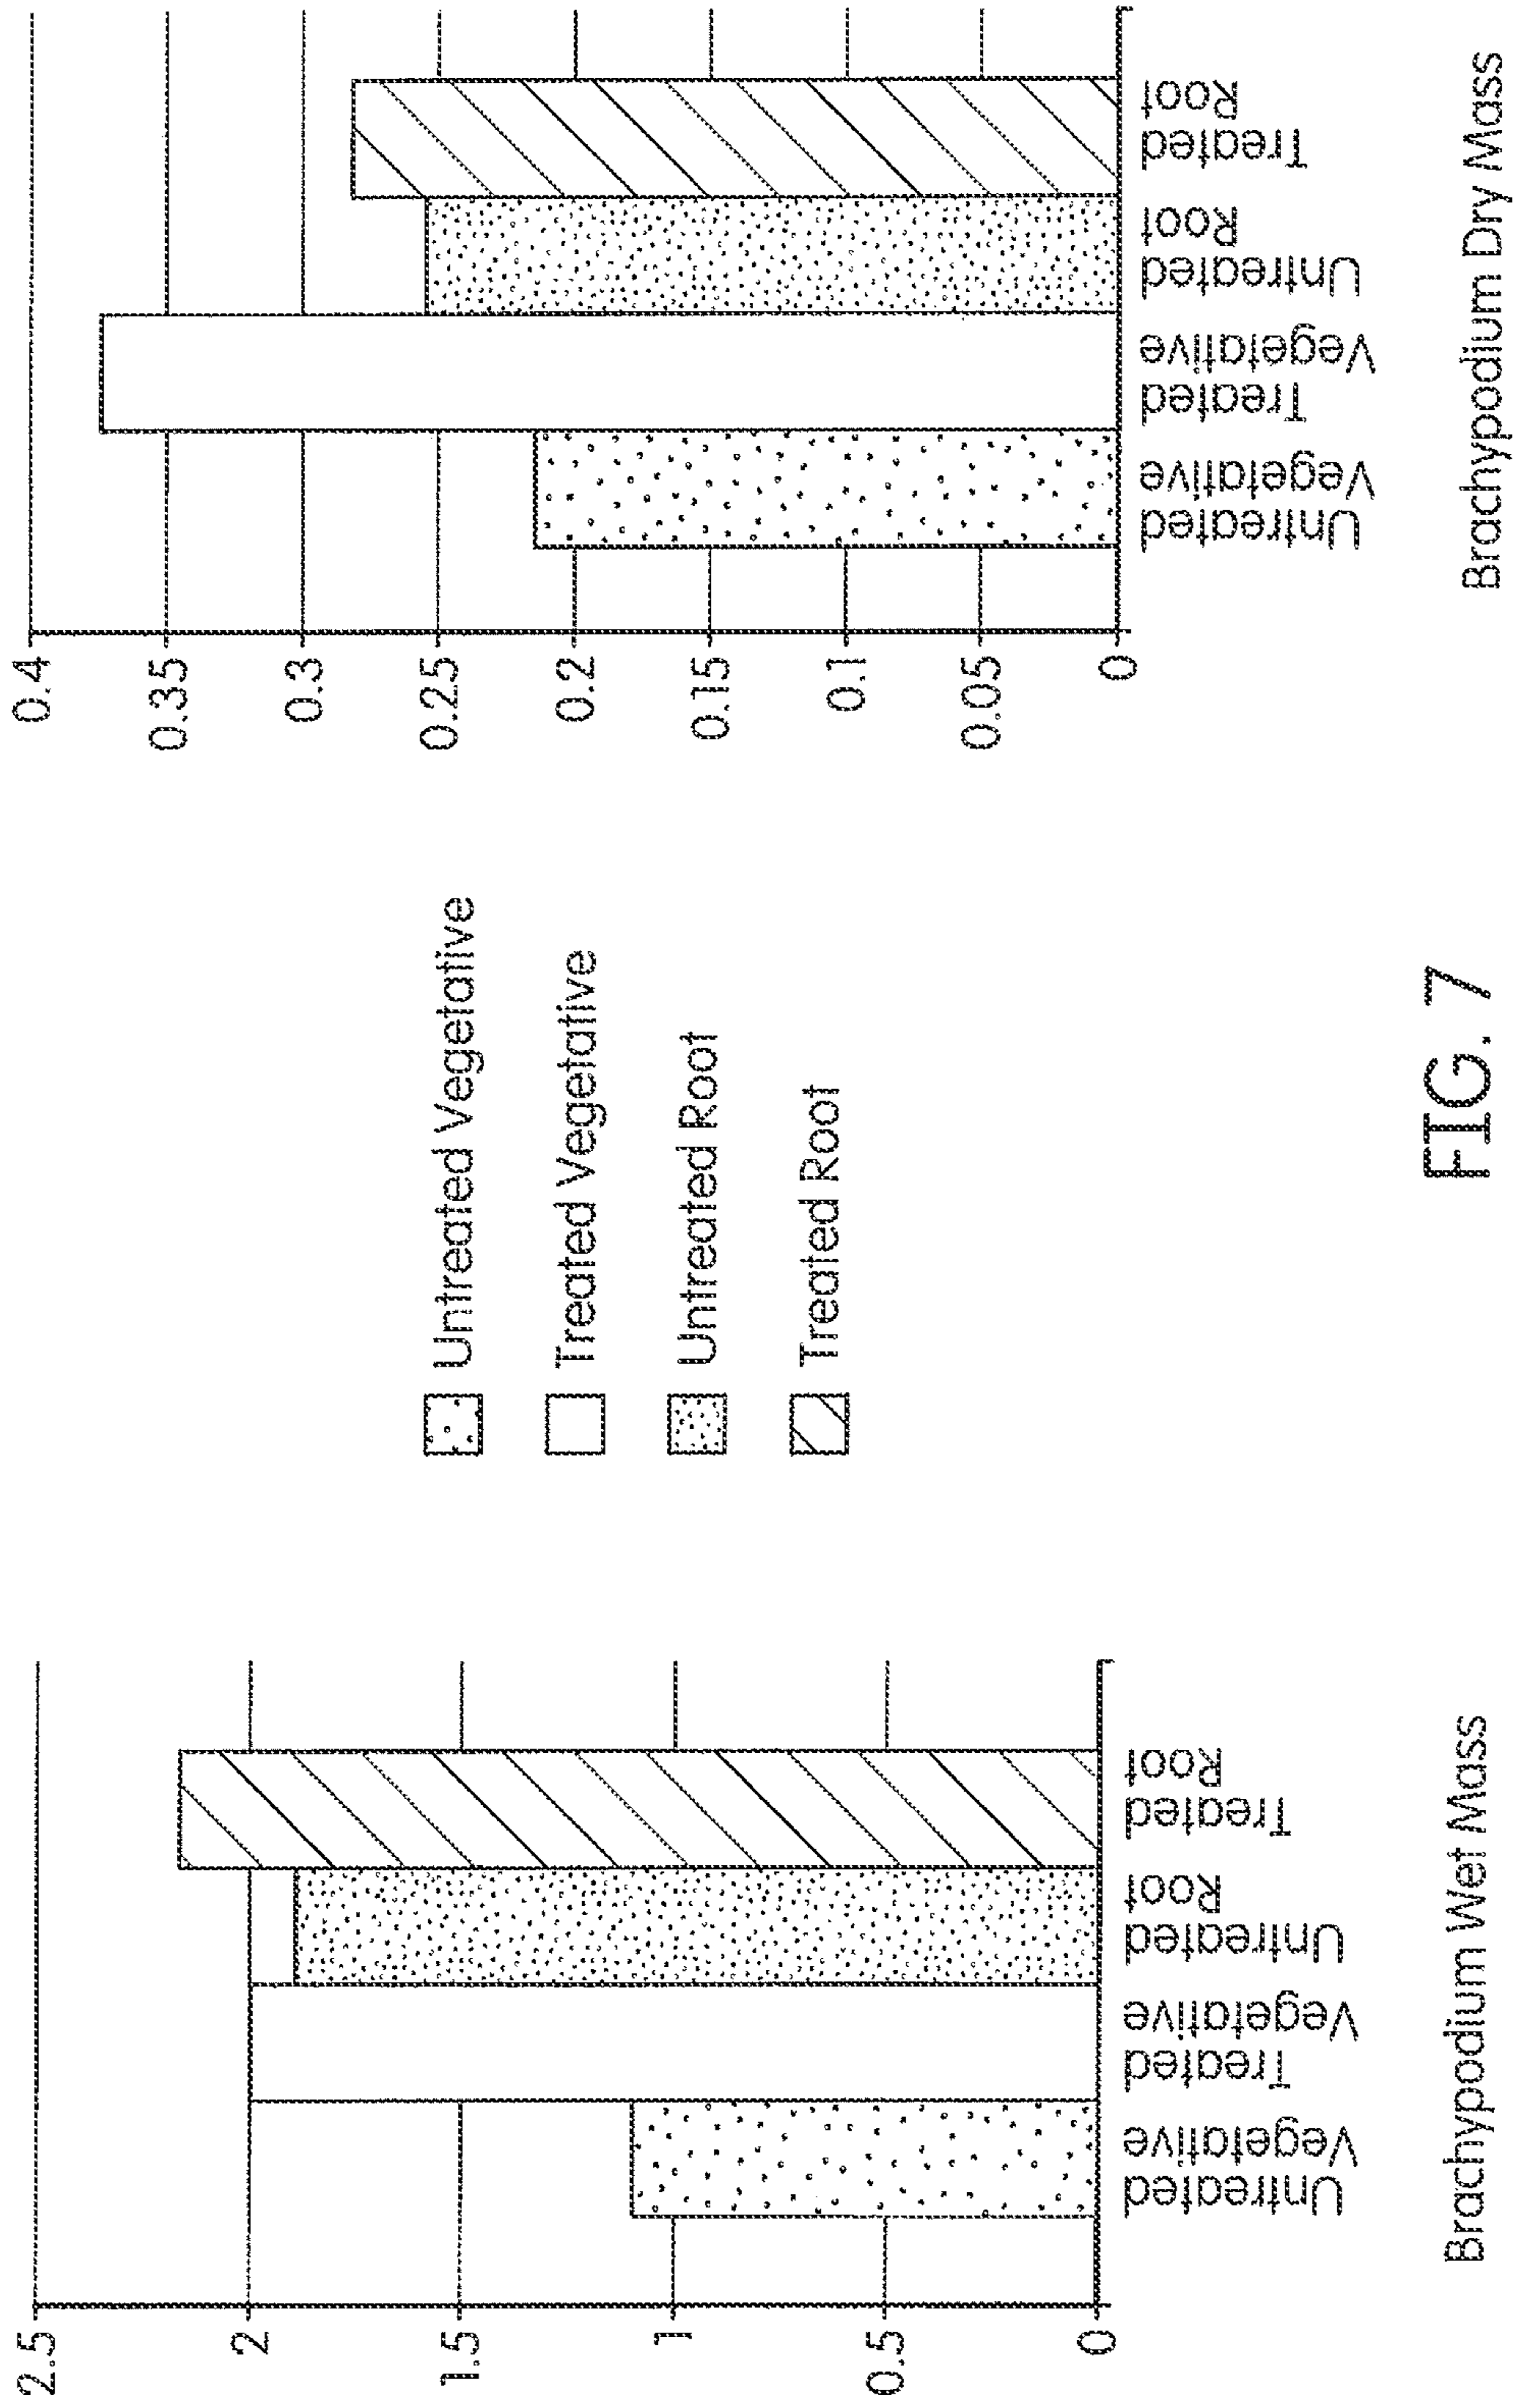 2.5
2
1.5
1
0.5
0
Untreated
Vegetative
Treated
Vegetative
Untreated
Root
Treated
Root
Brachypodium Wet Mass
Untreated Vegetative
Treated Vegetative
Untreated Root
Treated Root
0.4
0.35
0.3
0.25
0.2
0.15
0.1
0.05
0
Untreated
Vegetative
Treated
Vegetative
Untreated
Root
Treated
Root
Brachypodium Dry Mass
FIG. 7